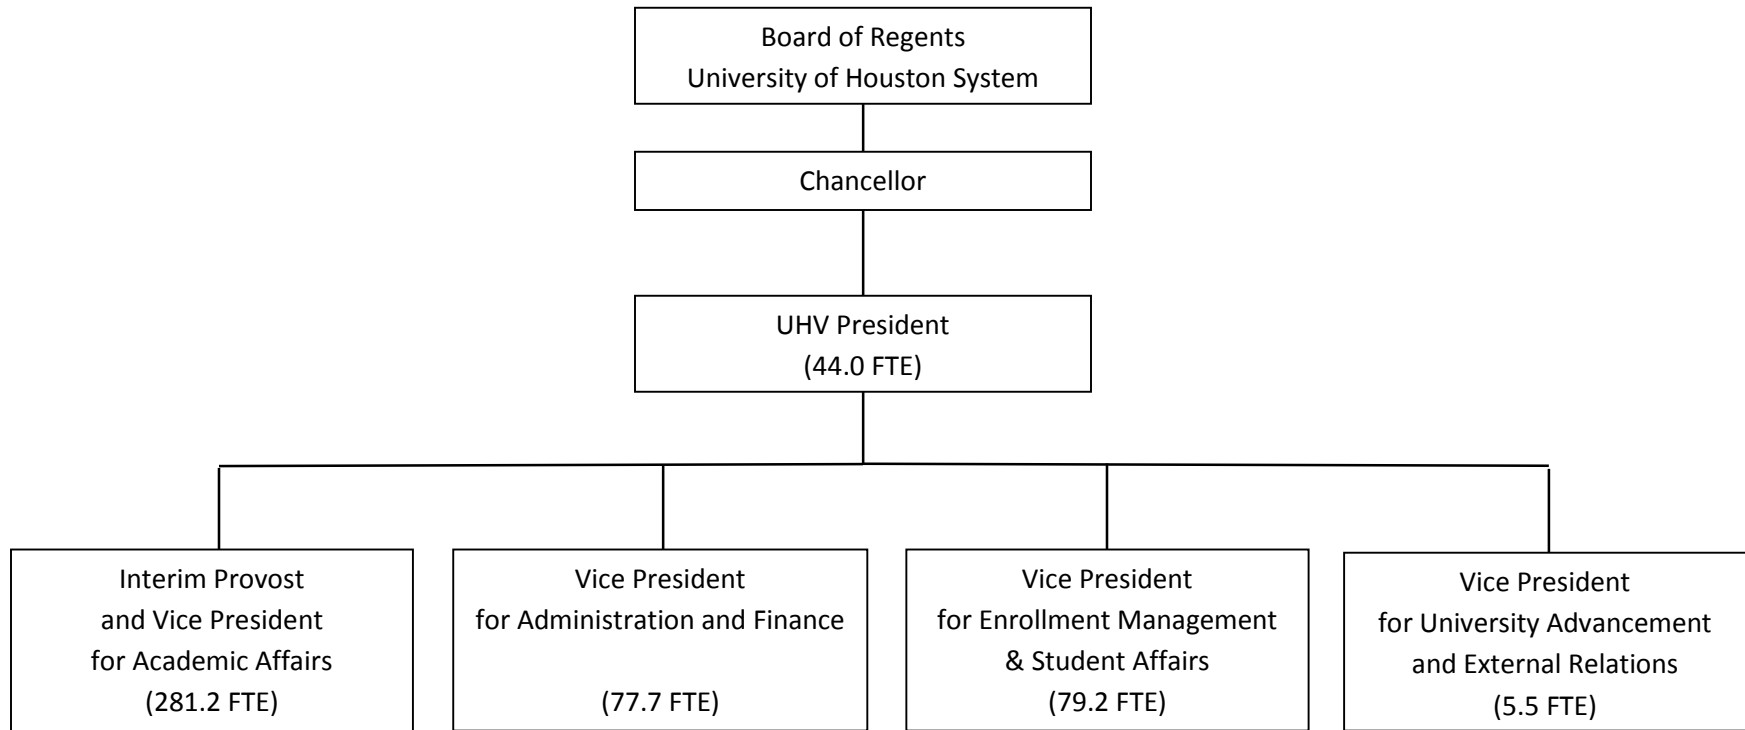 Board of Regents
University of Houston System
Chancellor
UHV President
(44.0 FTE)
Interim Provost
and Vice President
for Academic Affairs
(281.2 FTE)
Vice President
for Administration and Finance
(77.7 FTE)
Vice President
for Enrollment Management
& Student Affairs
(79.2 FTE)
Vice President
for University Advancement
and External Relations
(5.5 FTE)